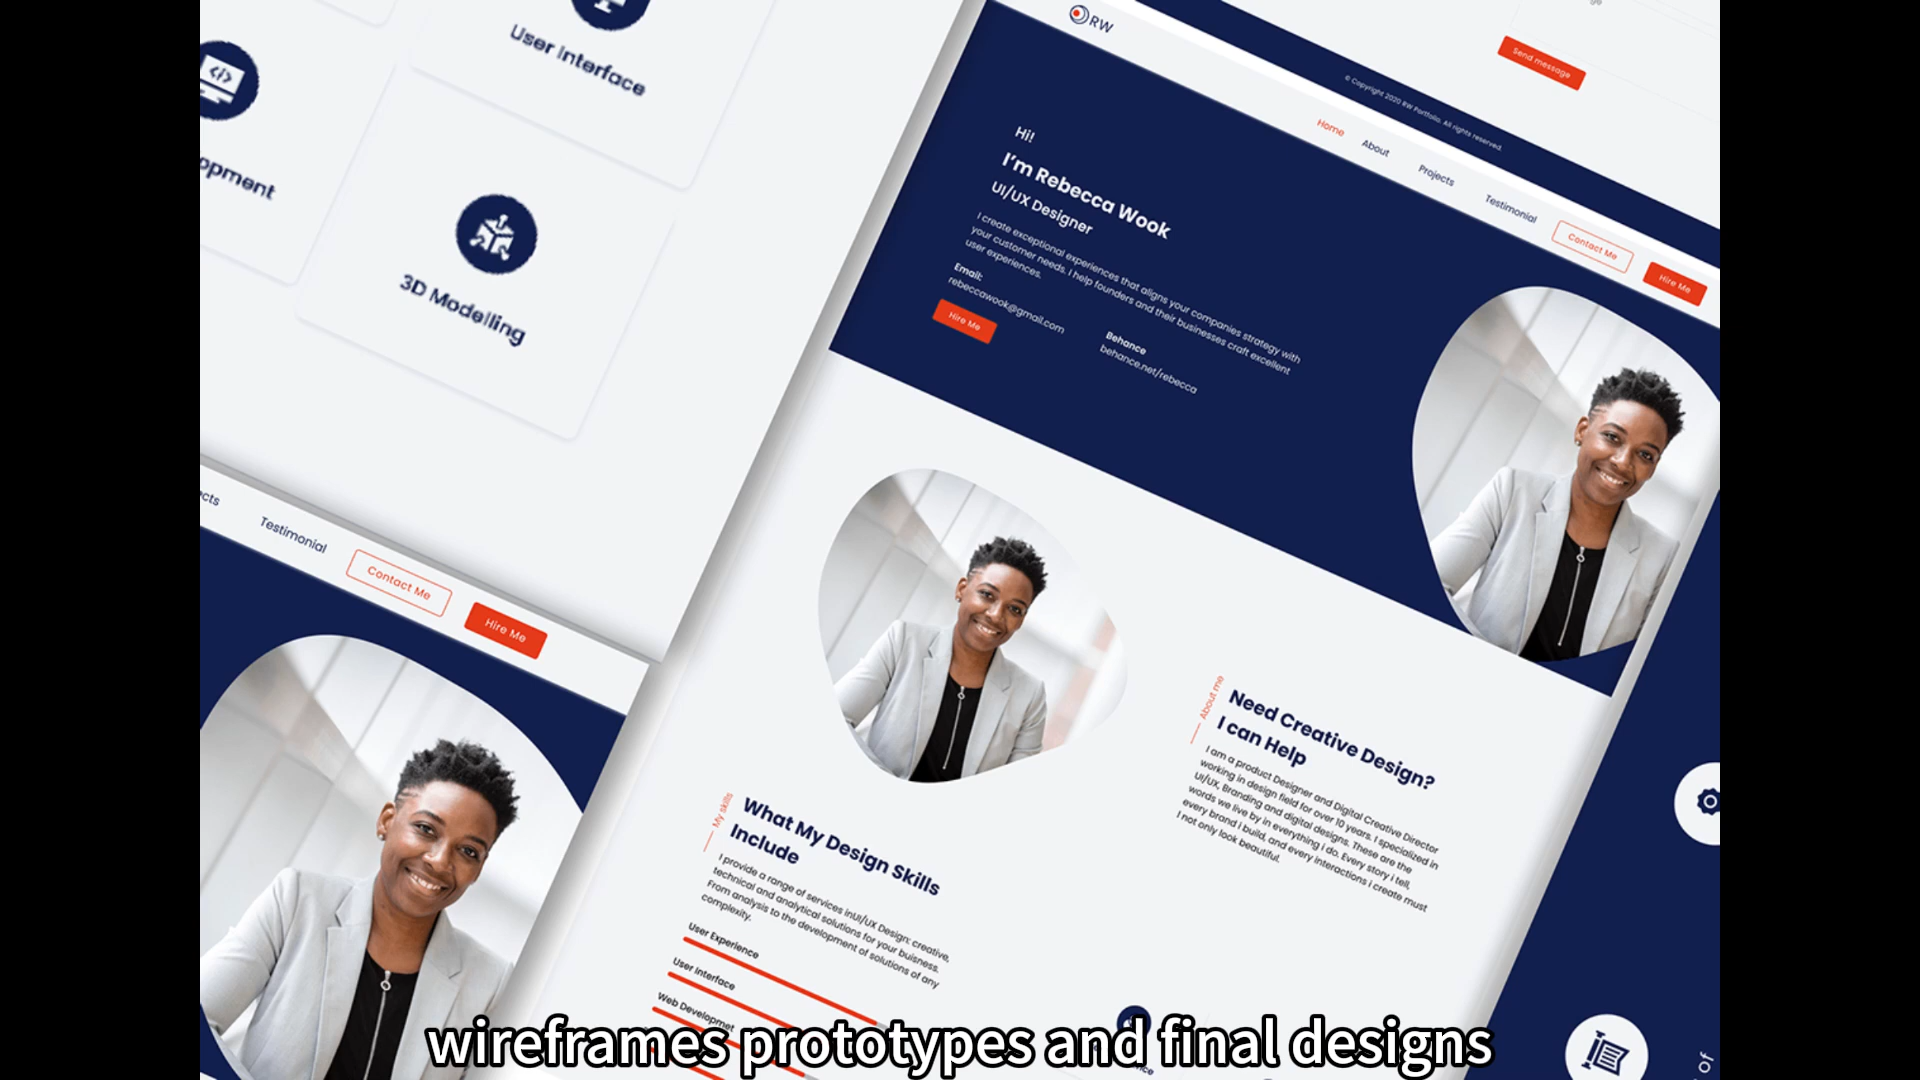 User Interface
opment
3D Modelling
Send message
© Copyright 2020 RW Portfolio. All rights reserved.
RW
Home
About
Projects
Testimonial
Contact Me
Hire Me
Hi!
I'm Rebecca Wook
UI/UX Designer
I create exceptional experiences that aligns your companies strategy with
your customer needs. I help founders and their businesses craft excellent
user experiences.
Email:
rebeccawook@gmail.com
Behance
behance.net/rebecca
Hire Me
ects
Testimonial
Contact Me
Hire Me
About me
Need Creative Design?
I can Help
I am a product Designer and Digital Creative Director
working in design field for over 10 years. I specialized in
UI/UX, Branding and digital designs. These are the
words we live by in everything i do. Every story i tell,
every brand i build, and every interactions i create must
I not only look beautiful.
My skills
What My Design Skills
Include
I provide a range of services inUI/UX Design: creative,
technical and analytical solutions for your buisness.
From analysis to the development of solutions of any
complexity.
User Experience
User Interface
Web Developmet
of
wireframes prototypes and final designs